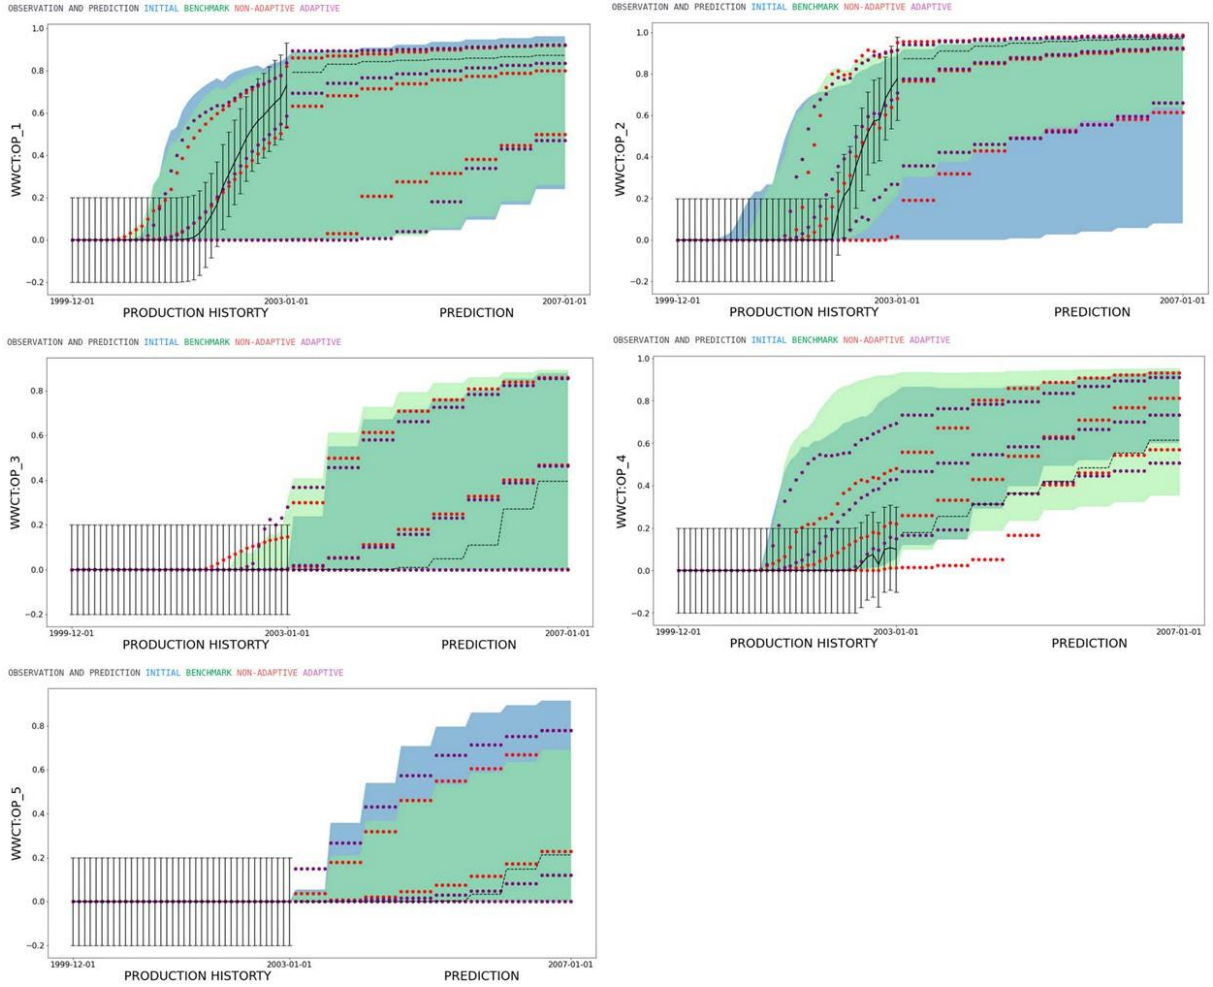 OBSERVATION AND PREDICTION INITIAL BENCHMARK NON-ADAPTIVE ADAPTIVE
1.0
0.8
0.6
0.4
0.2
0.0
−0.2
WWCT:OP_1
1999-12-01
2003-01-01
2007-01-01
PRODUCTION HISTORTY
PREDICTION
OBSERVATION AND PREDICTION INITIAL BENCHMARK NON-ADAPTIVE ADAPTIVE
1.0
0.8
0.6
0.4
0.2
0.0
−0.2
WWCT:OP_2
1999-12-01
2003-01-01
2007-01-01
PRODUCTION HISTORTY
PREDICTION
OBSERVATION AND PREDICTION INITIAL BENCHMARK NON-ADAPTIVE ADAPTIVE
0.8
0.6
0.4
0.2
0.0
−0.2
WWCT:OP_3
1999-12-01
2003-01-01
2007-01-01
PRODUCTION HISTORTY
PREDICTION
OBSERVATION AND PREDICTION INITIAL BENCHMARK NON-ADAPTIVE ADAPTIVE
1.0
0.8
0.6
0.4
0.2
0.0
−0.2
WWCT:OP_4
1999-12-01
2003-01-01
2007-01-01
PRODUCTION HISTORTY
PREDICTION
OBSERVATION AND PREDICTION INITIAL BENCHMARK NON-ADAPTIVE ADAPTIVE
0.8
0.6
0.4
0.2
0.0
−0.2
WWCT:OP_5
1999-12-01
2003-01-01
2007-01-01
PRODUCTION HISTORTY
PREDICTION